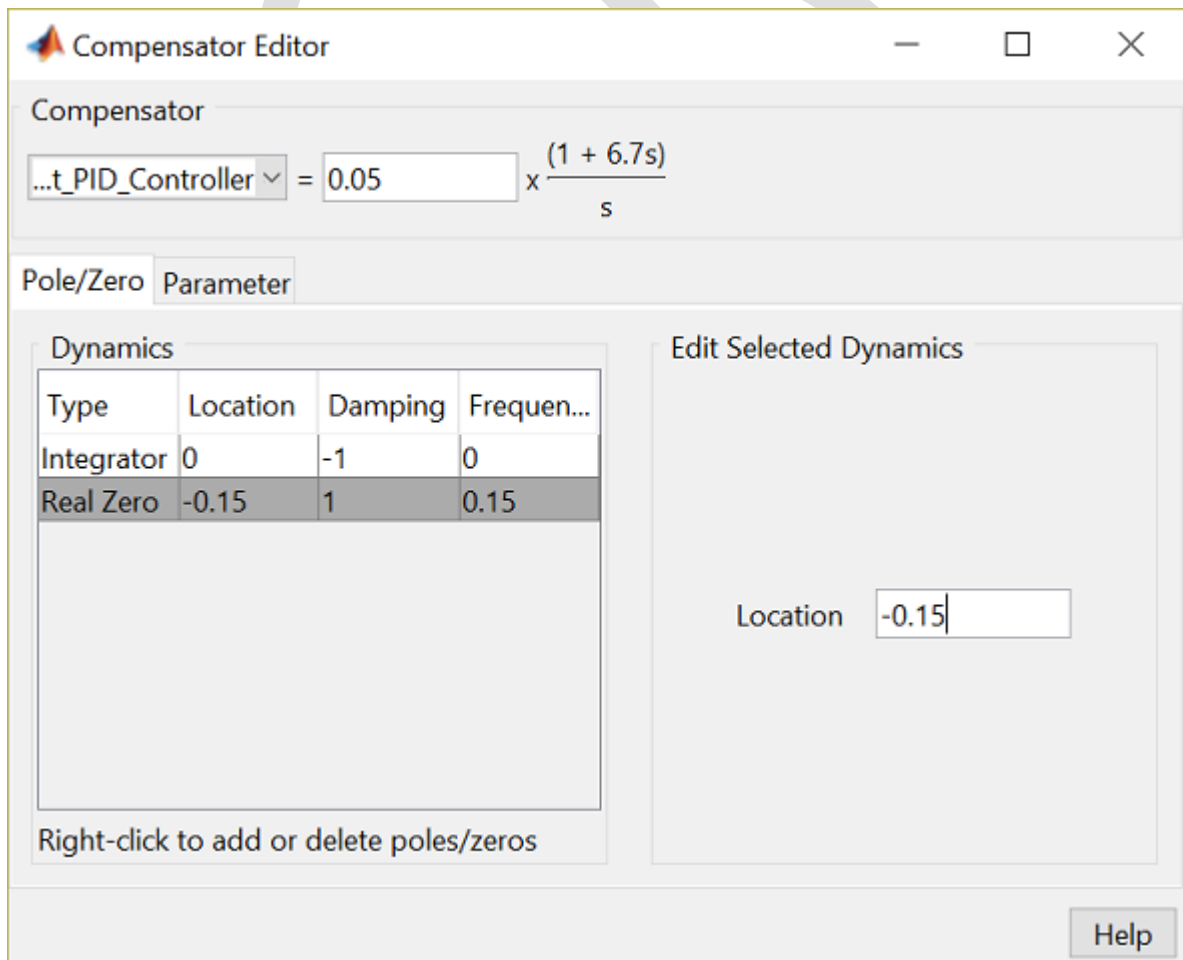 Compensator Editor
Compensator
...t_PID_Controller = 0.05 x (1 + 6.7s)
s
Pole/Zero Parameter
Dynamics
Type Location Damping Frequen...
Integrator 0 -1 0
Real Zero -0.15 1 0.15
Right-click to add or delete poles/zeros
Edit Selected Dynamics
Location -0.15
Help